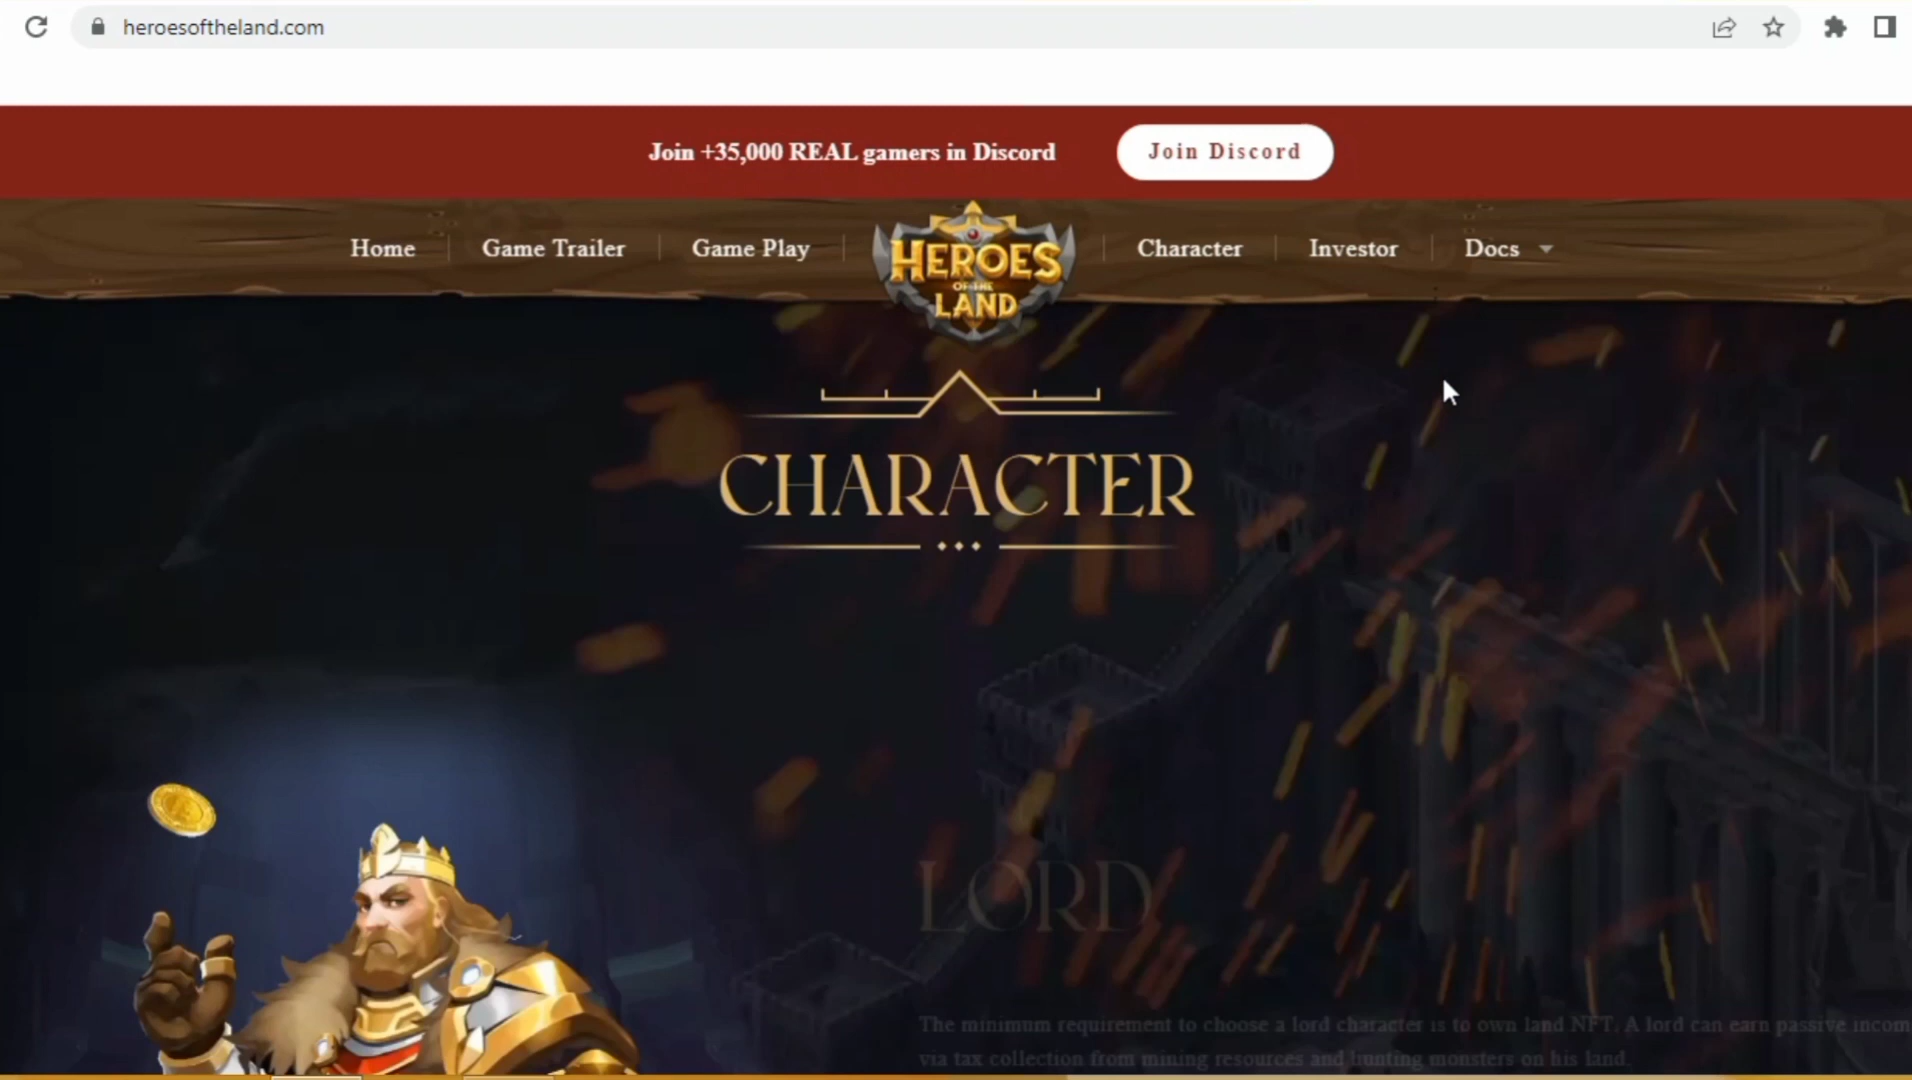 heroesoftheland.com
Join +35,000 REAL gamers in Discord
Join Discord
Home
Game Trailer
Game Play
HEROES
OF THE
LAND
Character
Investor
Docs
CHARACTER
LORD
The minimum requirement to choose a lord character is to own land NFT. A lord can earn passive incom
via tax collection from mining resources and hunting monsters on his land.